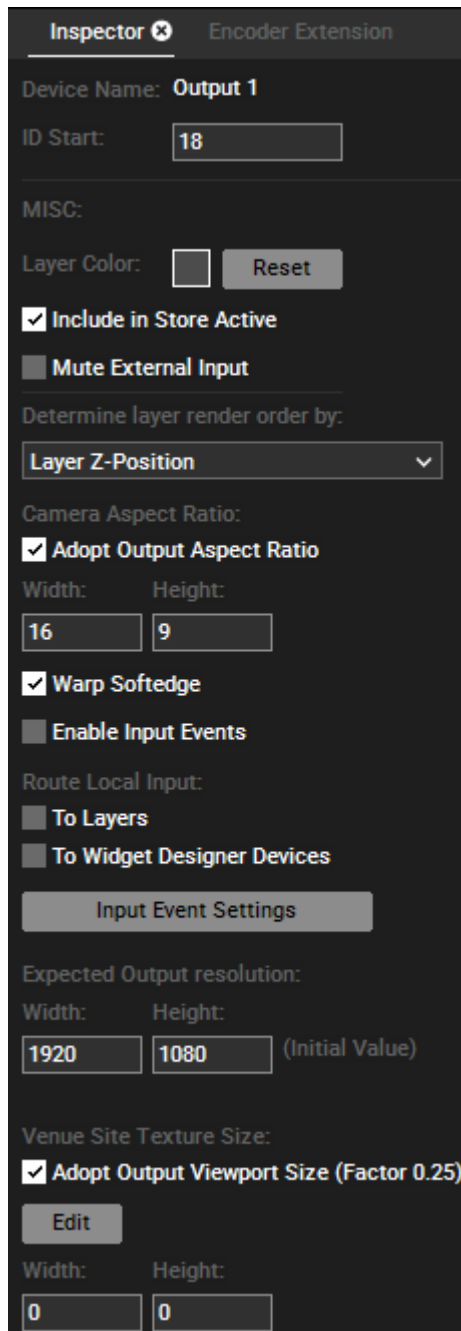 Inspector Encoder Extension
Device Name: Output 1
ID Start: 18
MISC:
Layer Color: Reset
Include in Store Active
Mute External Input
Determine layer render order by:
Layer Z-Position
Camera Aspect Ratio:
Adopt Output Aspect Ratio
Width: Height:
16 9
Warp Softedge
Enable Input Events
Route Local Input:
To Layers
To Widget Designer Devices
Input Event Settings
Expected Output resolution:
Width: Height:
1920 1080 (Initial Value)
Venue Site Texture Size:
Adopt Output Viewport Size (Factor 0.25)
Edit
Width: Height:
0 0